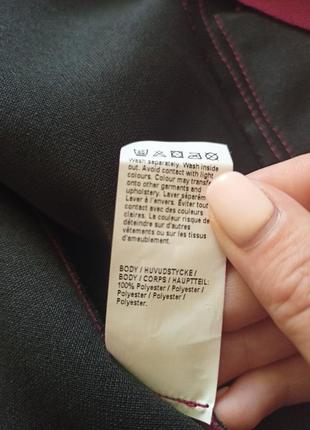 Wash separately. Wash inside
out. Avoid contact with light
colours. Colour may transfer
onto other garments and
upholstery.
Laver séparém
Laver à l'envers. Éviter tout
contact avec des couleurs
claires. La couleur risque de
déteindre sur d'autres
vêtements ou sur les tissus
d'ameublement.
BODY / HUVUDSTYCKE /
BODY / CORPS / HAUPTTEIL:
100% Polyester / Polyester /
Polyester / Polyester